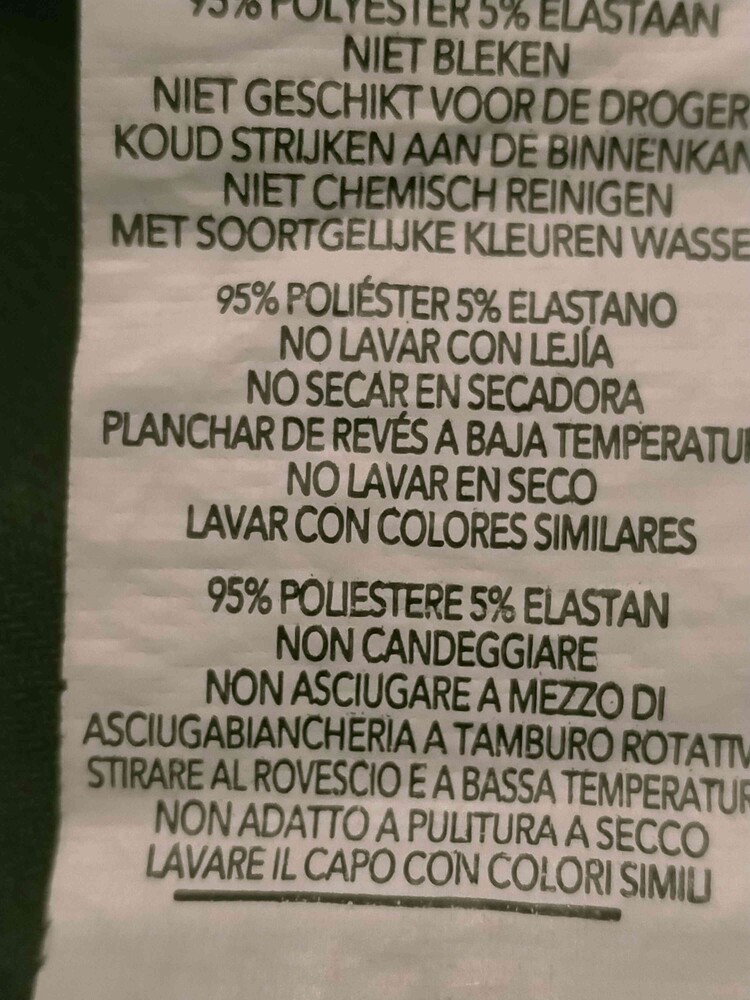 95% POLYESTER 5% ELASTAAN
NIET BLEKEN
NIET GESCHIKT VOOR DE DROGER
KOUD STRIJKEN AAN DE BINNENKAN
NIET CHEMISCH REINIGEN
MET SOORTGELIJKE KLEUREN WASSE
95% POLIÉSTER 5% ELASTANO
NO LAVAR CON LEJÍA
NO SECAR EN SECADORA
PLANCHAR DE REVÉS A BAJA TEMPERATU
NO LAVAR EN SECO
LAVAR CON COLORES SIMILARES
95% POLIESTERE 5% ELASTAN
NON CANDEGGIARE
NON ASCIUGARE A MEZZO DI
ASCIUGABIANCHERIA A TAMBURO ROTATIV
STIRARE AL ROVESCIO E A BASSA TEMPERATUR
NON ADATTO A PULITURA A SECCO
LAVARE IL CAPO CON COLORI SIMILI